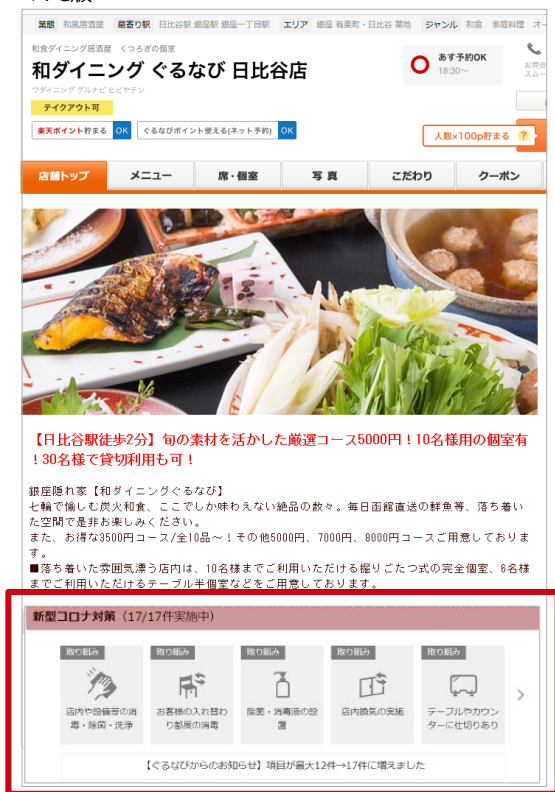 業態 和風居酒屋 最寄り駅 日比谷駅 銀座駅 銀座一丁目駅 エリア 銀座 有楽町・日比谷 築地 ジャンル 和食 家庭料理 オー
和食ダイニング居酒屋 くつろぎの個室
和ダイニング ぐるなび 日比谷店
ワダイニング グルナビ ヒビヤテン
あす予約OK
18:30〜
お問合
スムー
テイクアウト可
楽天ポイント貯まる OK ぐるなびポイント使える(ネット予約) OK
人数×100p貯まる ?
店舗トップ メニュー 席・個室 写真 こだわり クーポン
【日比谷駅徒歩2分】旬の素材を活かした厳選コース5000円！10名様用の個室有
！30名様で貸切利用も可！
銀座隠れ家【和ダイニングぐるなび】
七輪で愉しむ炭火和食、ここでしか味わえない絶品の数々。毎日函館直送の鮮魚等、落ち着い
た空間で是非お楽しみください。
また、お得な3500円コース/全10品〜！その他5000円、7000円、8000円コースご用意しておりま
す。
■落ち着いた雰囲気漂う店内は、10名様までご利用いただける掘りごたつ式の完全個室、6名様
までご利用いただけるテーブル半個室などをご用意しております。
新型コロナ対策（17/17件実施中）
取り組み 取り組み 取り組み 取り組み 取り組み
店内や設備等の消 お客様の入れ替わ 除菌・消毒液の設 店内換気の実施 テーブルやカウン
毒・除菌・洗浄 り都度の消毒 置 ターに仕切りあり
【ぐるなびからのお知らせ】項目が最大12件→17件に増えました